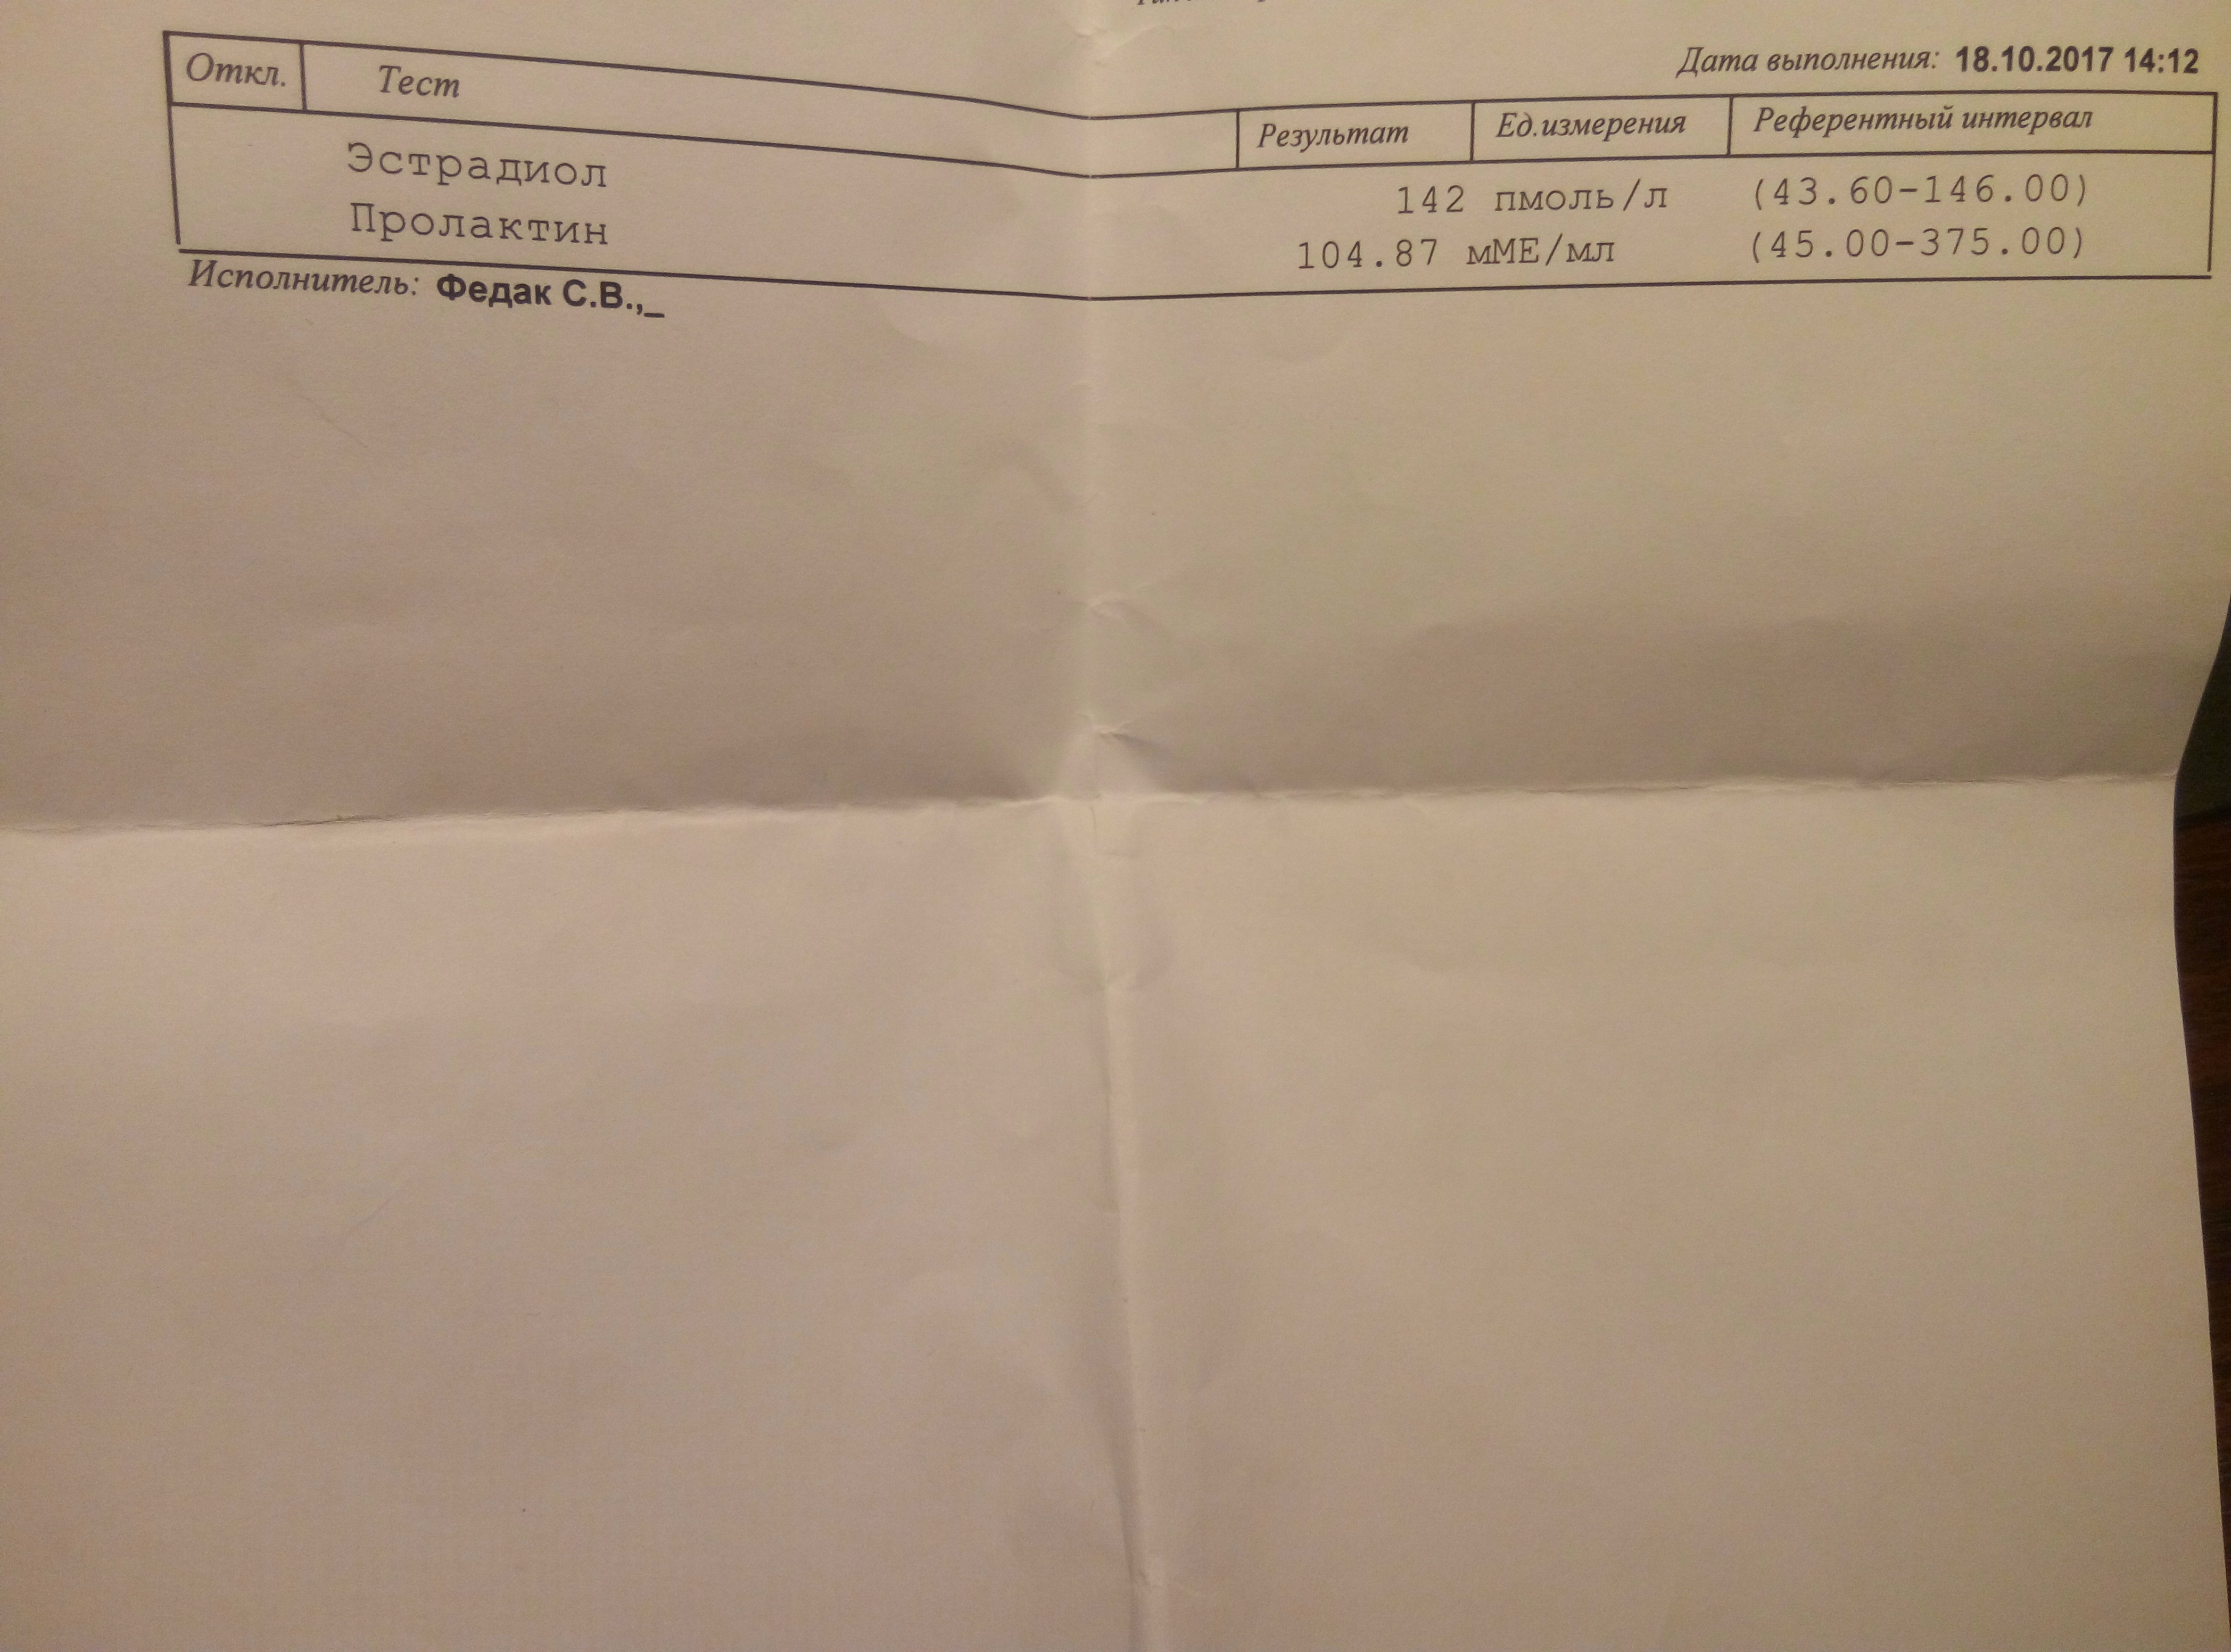 Дата выполнения: 18.10.2017 14:12
Откл. Тест Результат Ед.измерения Референтный интервал
Эстрадиол 142 пмоль/л (43.60-146.00)
Пролактин 104.87 мМЕ/мл (45.00-375.00)
Исполнитель: Федак С.В.,_